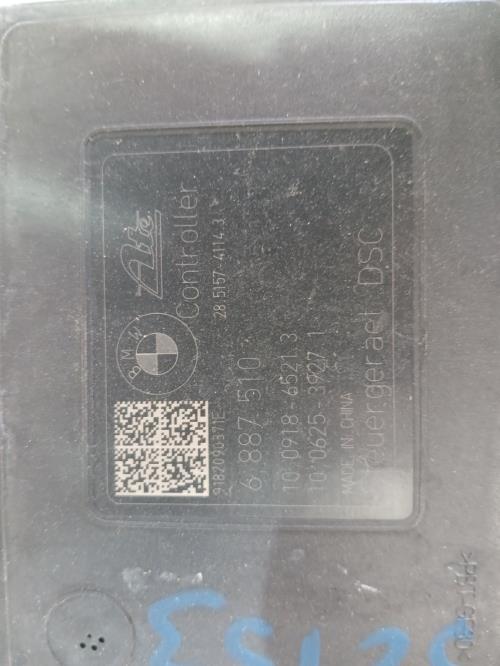 BMW Ate
Controller
28 5157-4114.3
9182090371E
6 887 510
10.0918-6521.3
10.0625-3927.1
MADE IN CHINA
Steuergeraet DSC